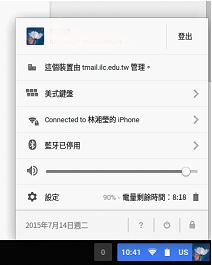 登出
這個裝置由 tmail.ilc.edu.tw 管理。
美式鍵盤
Connected to 林湘瑩的 iPhone
藍牙已停用
設定 90% - 電量剩餘時間：8:18
2015年7月14日週二 ?
0 10:41 US